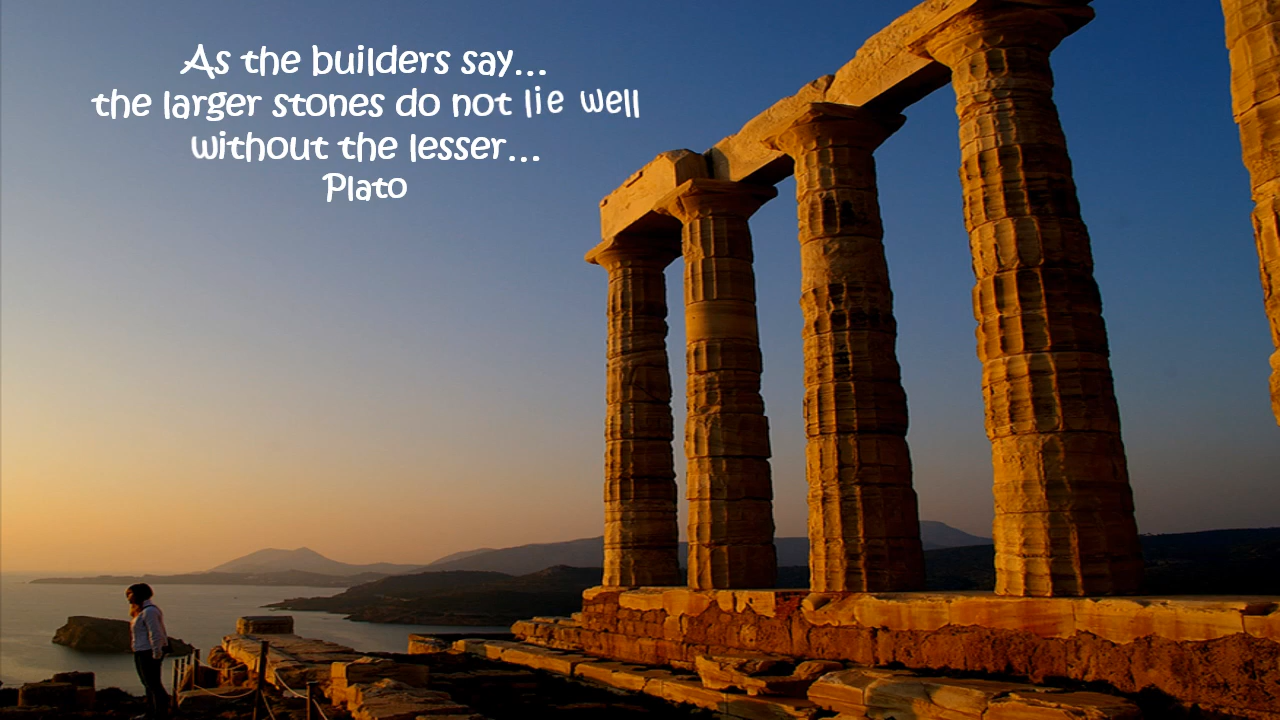 As the builders say...
the larger stones do not lie well
without the lesser...
Plato